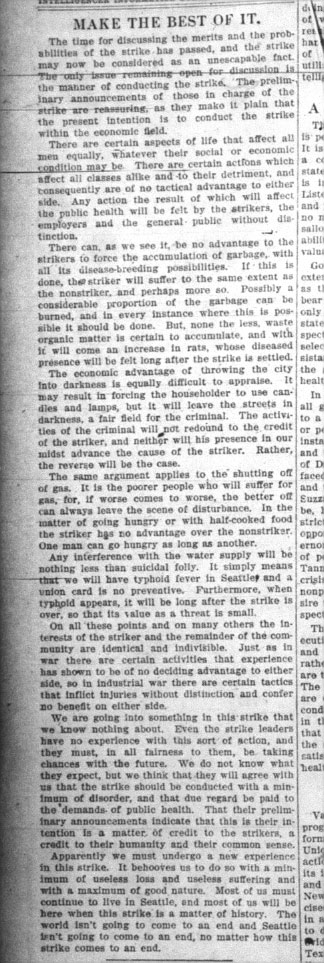 MAKE THE BEST OF IT.
The time for discussing the merits and the prob-
abilities of the strike has passed, and the strike
may now be considered as an unescapable fact.
The only issue remaining open for discussion is
the manner of conducting the strike. The prelim-
inary announcements of those in charge of the
strike are reassuring, as they make it plain that
the present intention is to conduct the strike
within the economic field.
There are certain aspects of life that affect all
men equally, whatever their social or economic
condition may be. There are certain actions which
affect all classes alike and to their detriment, and
consequently are of no tactical advantage to either
side. Any action the result of which will affect
the public health will be felt by the strikers, the
employers and the general public without dis-
tinction.
There can, as we see it, be no advantage to the
strikers to force the accumulation of garbage, with
all its disease-breeding possibilities. If this is
done, the striker will suffer to the same extent as
the nonstriker, and perhaps more so. Possibly a
considerable proportion of the garbage can be
burned, and in every instance where this is pos-
sible it should be done. But, none the less, waste
organic matter is certain to accumulate, and with
it will come an increase in rats, whose diseased
presence will be felt long after the strike is settled.
The economic advantage of throwing the city
into darkness is equally difficult to appraise. It
may result in forcing the householder to use can-
dles and lamps, but it will leave the streets in
darkness, a fair field for the criminal. The activi-
ties of the criminal will not redound to the credit
of the striker, and neither will his presence in our
midst advance the cause of the striker. Rather,
the reverse will be the case.
The same argument applies to the shutting off
of gas. It is the poorer people who will suffer for
gas, for, if worse comes to worse, the better off
can always leave the scene of disturbance. In the
matter of going hungry or with half-cooked food
the striker has no advantage over the nonstriker.
One man can go hungry as long as another.
Any interference with the water supply will be
nothing less than suicidal folly. It simply means
that we will have typhoid fever in Seattle, and a
union card is no preventive. Furthermore, when
typhoid appears, it will be long after the strike is
over, so that its value as a threat is small.
On all these points and on many others the in-
terests of the striker and the remainder of the com-
munity are identical and indivisible. Just as in
war there are certain activities that experience
has shown to be of no deciding advantage to either
side, so in industrial war there are certain tactics
that inflict injuries without distinction and confer
no benefit on either side.
We are going into something in this strike that
we know nothing about. Even the strike leaders
have no experience with this sort of action, and
they must, in all fairness to them, be taking
chances with the future. We do not know what
they expect, but we think that they will agree with
us that the strike should be conducted with a min-
imum of disorder, and that due regard be paid to
the demands of public health. That their prelim-
inary announcements indicate that this is their in-
tention is a matter of credit to the strikers, a
credit to their humanity and their common sense.
Apparently we must undergo a new experience
in this strike. It behooves us to do so with a min-
imum of useless loss and useless suffering and
with a maximum of good nature. Most of us must
continue to live in Seattle, and most of us will be
here when this strike is a matter of history. The
world isn't going to come to an end and Seattle
isn't going to come to an end, no matter how this
strike comes to an end.